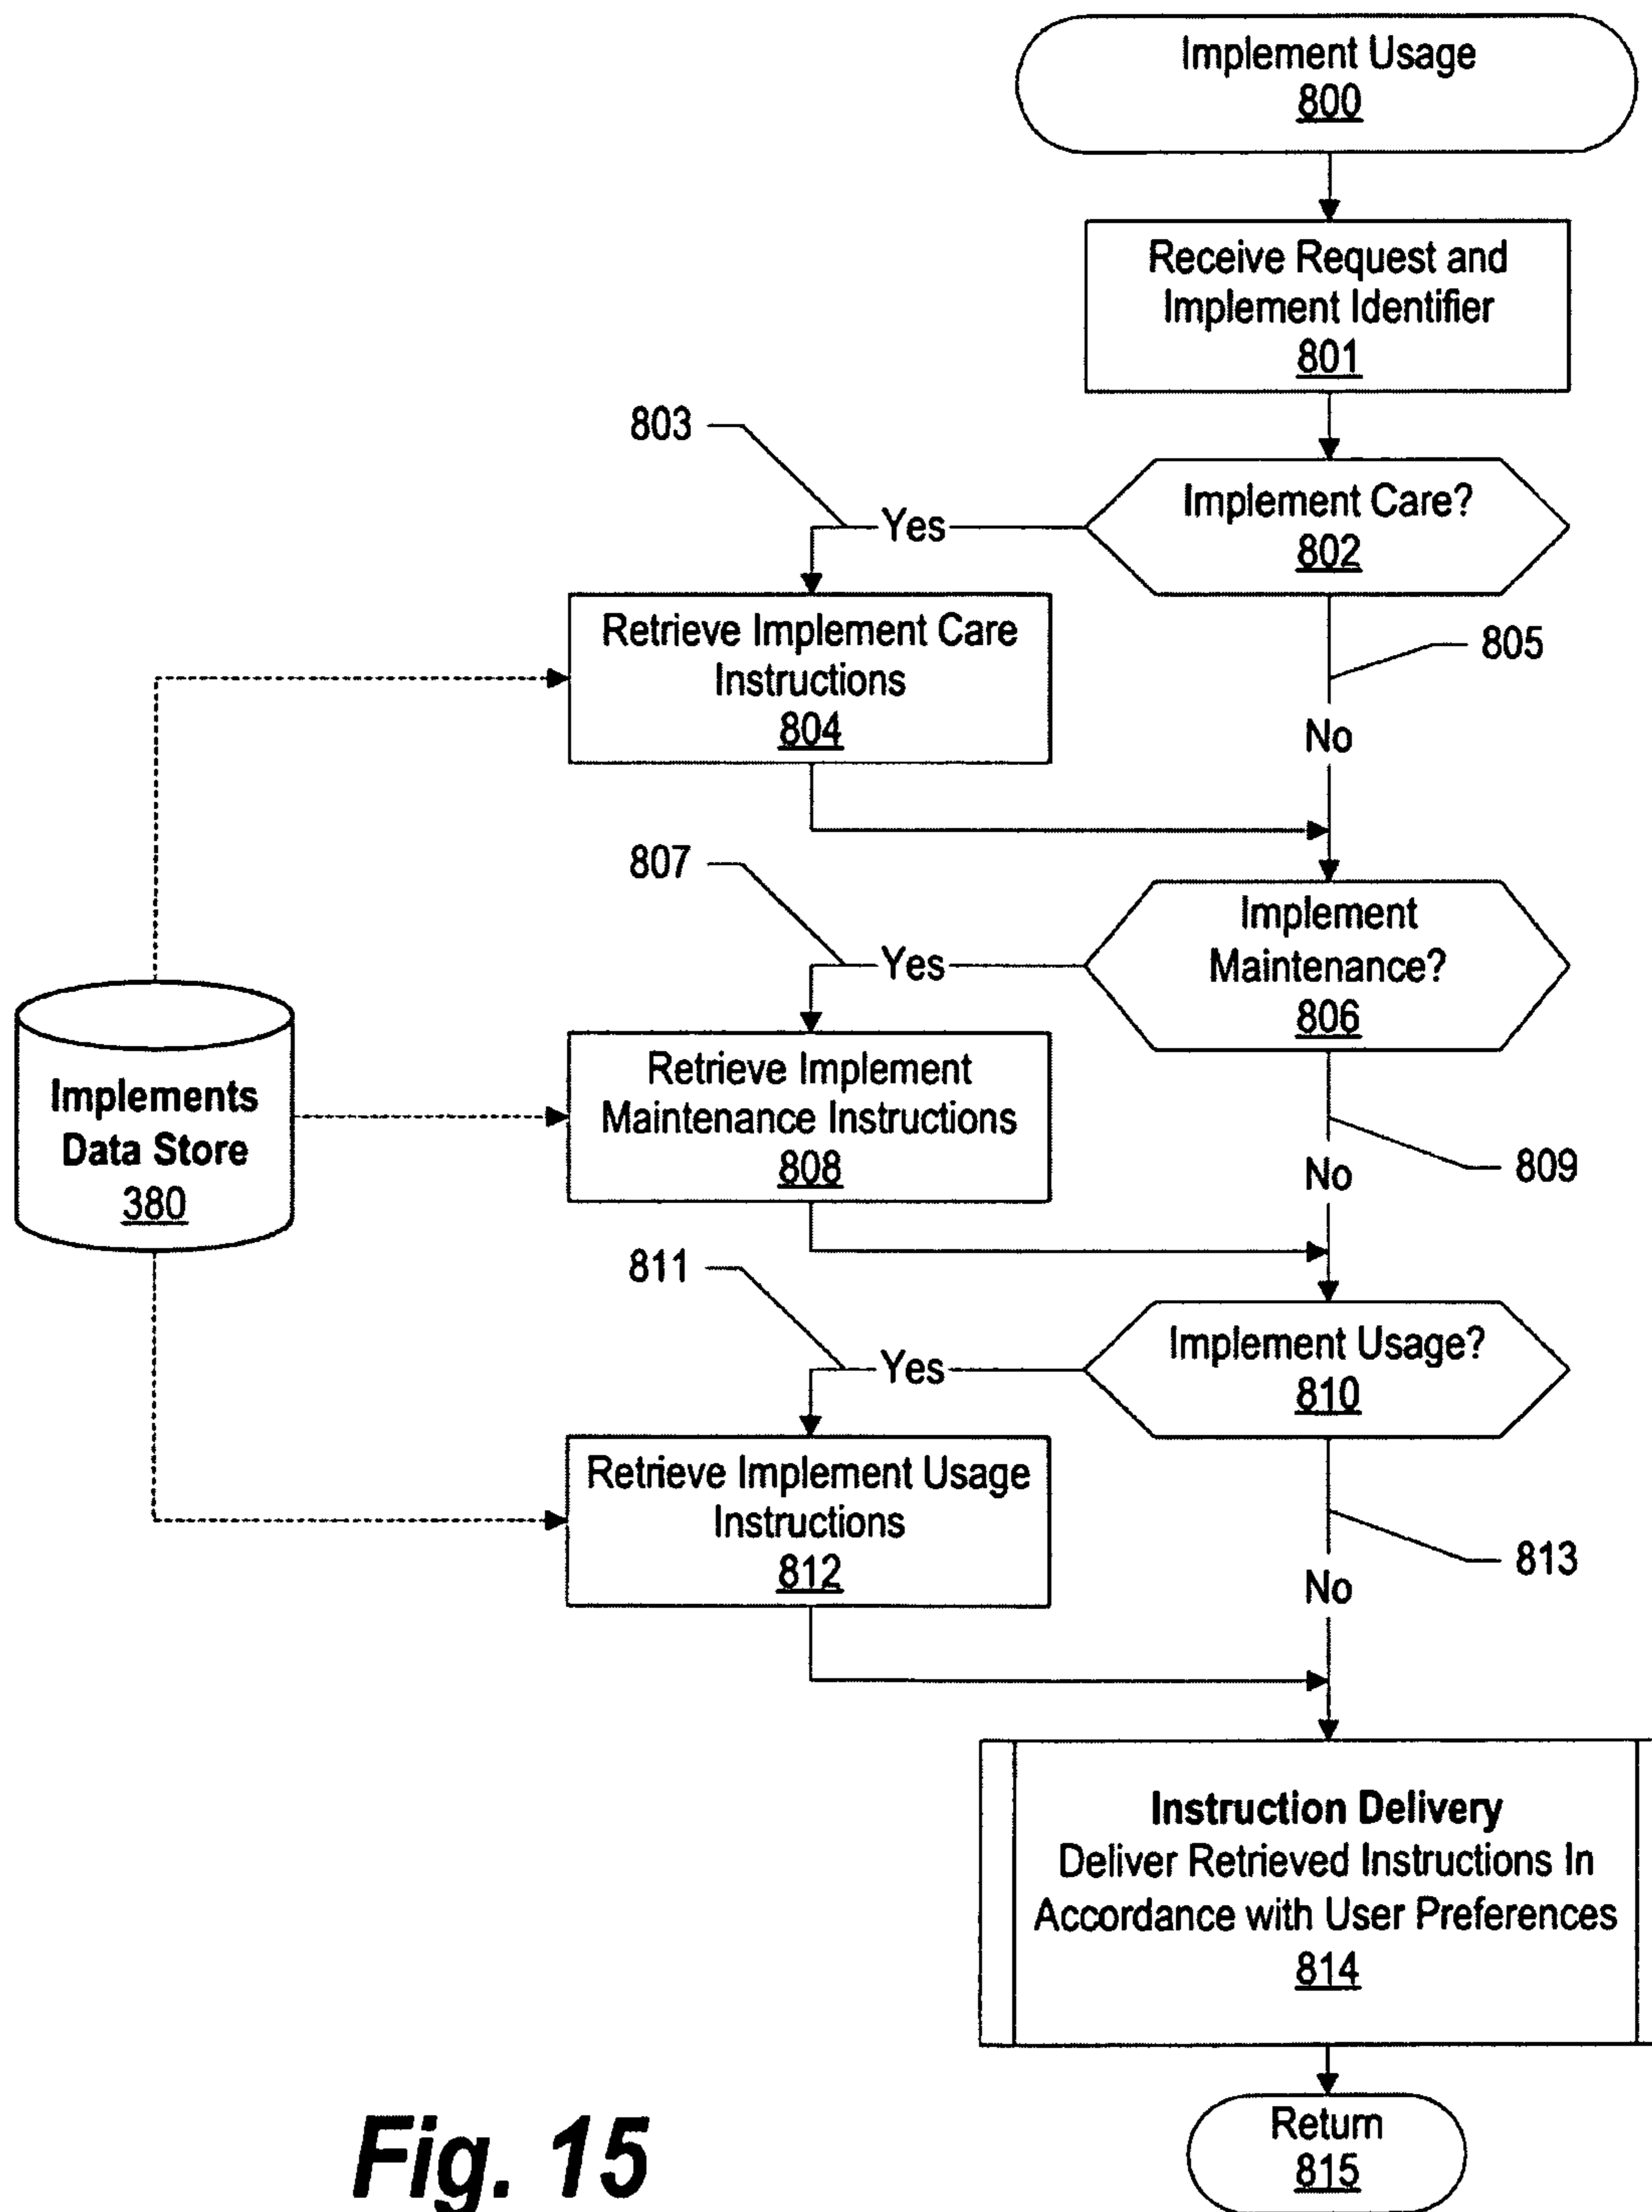 Implement Usage
800
Receive Request and
Implement Identifier
801
803
Yes
Implement Care?
802
Retrieve Implement Care
Instructions
804
805
No
807
Yes
Implement
Maintenance?
806
Implements
Data Store
380
Retrieve Implement
Maintenance Instructions
808
809
No
811
Yes
Implement Usage?
810
Retrieve Implement Usage
Instructions
812
813
No
Instruction Delivery
Deliver Retrieved Instructions In
Accordance with User Preferences
814
Return
815
Fig. 15